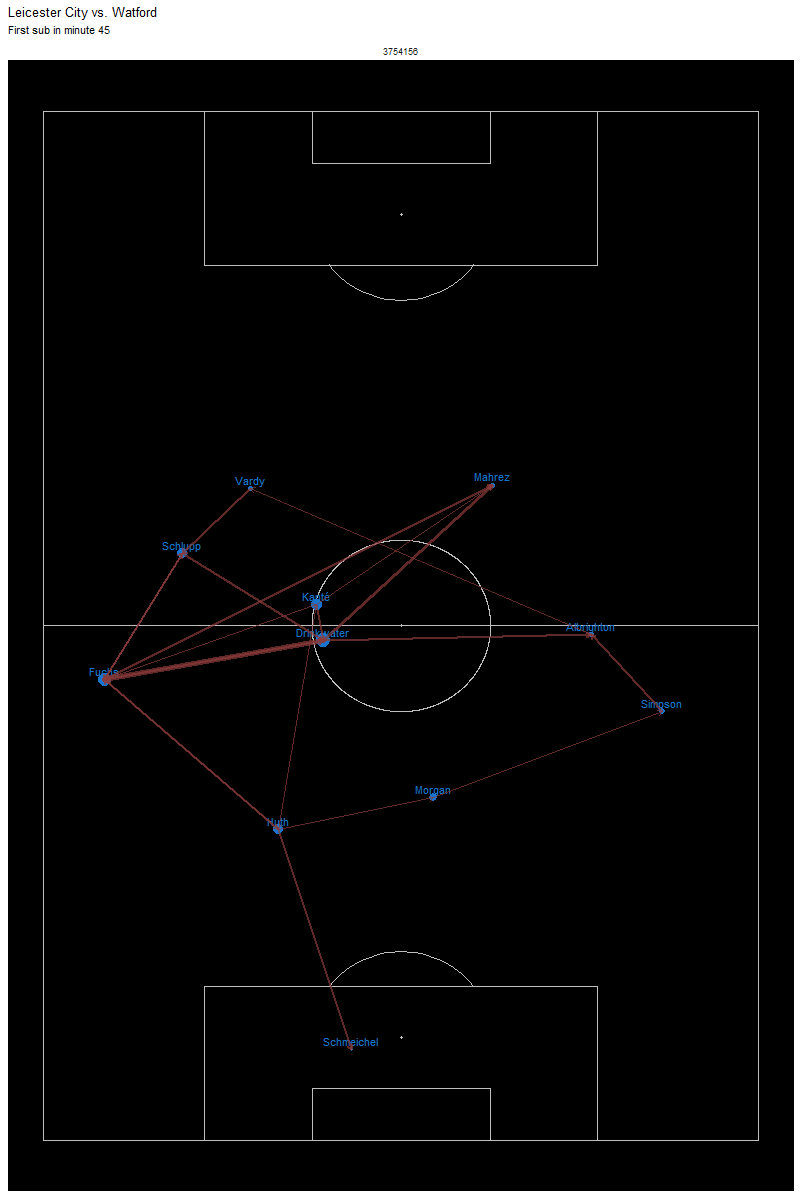 Leicester City vs. Watford
First sub in minute 45
3754156
Mahrez
Vardy
Schlupp
Kanté
Albrighton
Drinkwater
Fuchs
Simpson
Morgan
Huth
Schmeichel